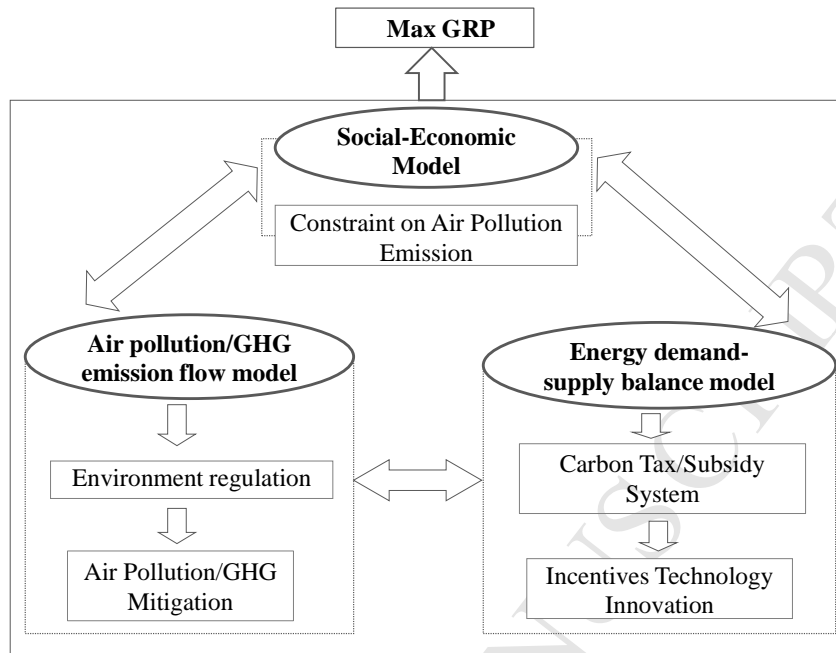 Max GRP
Social-Economic
Model
Constraint on Air Pollution
Emission
Air pollution/GHG
emission flow model
Environment regulation
Air Pollution/GHG
Mitigation
Energy demand-
supply balance model
Carbon Tax/Subsidy
System
Incentives Technology
Innovation
NUSCRIPT